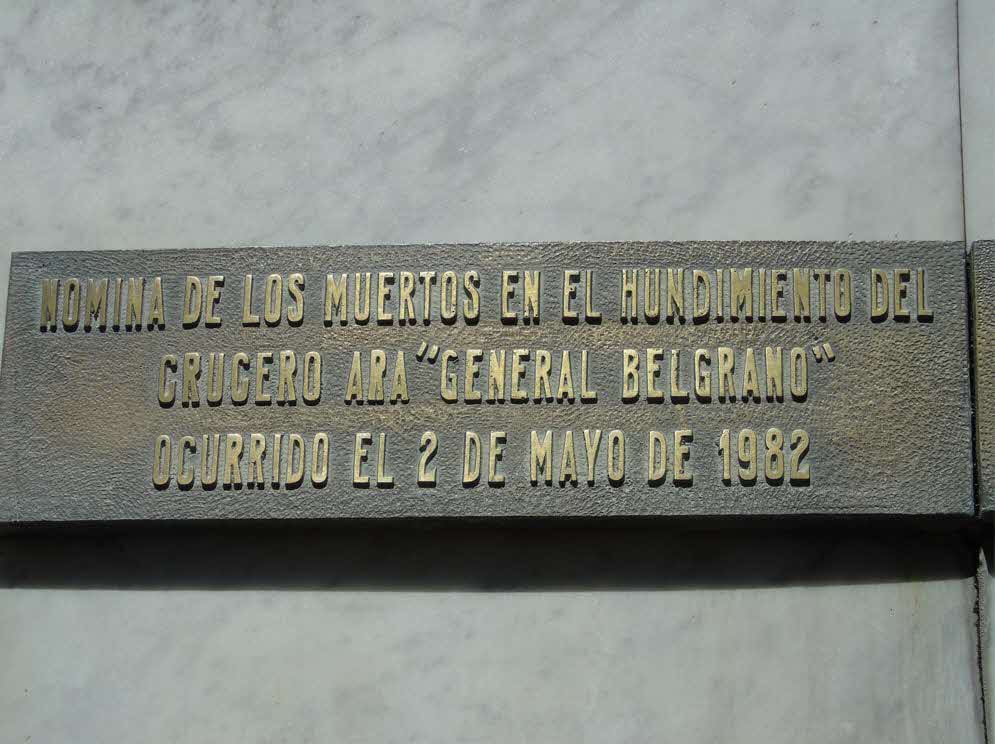 NOMINA DE LOS MUERTOS EN EL HUNDIMIENTO DEL
CRUCERO ARA "GENERAL BELGRANO"
OCURRIDO EL 2 DE MAYO DE 1982